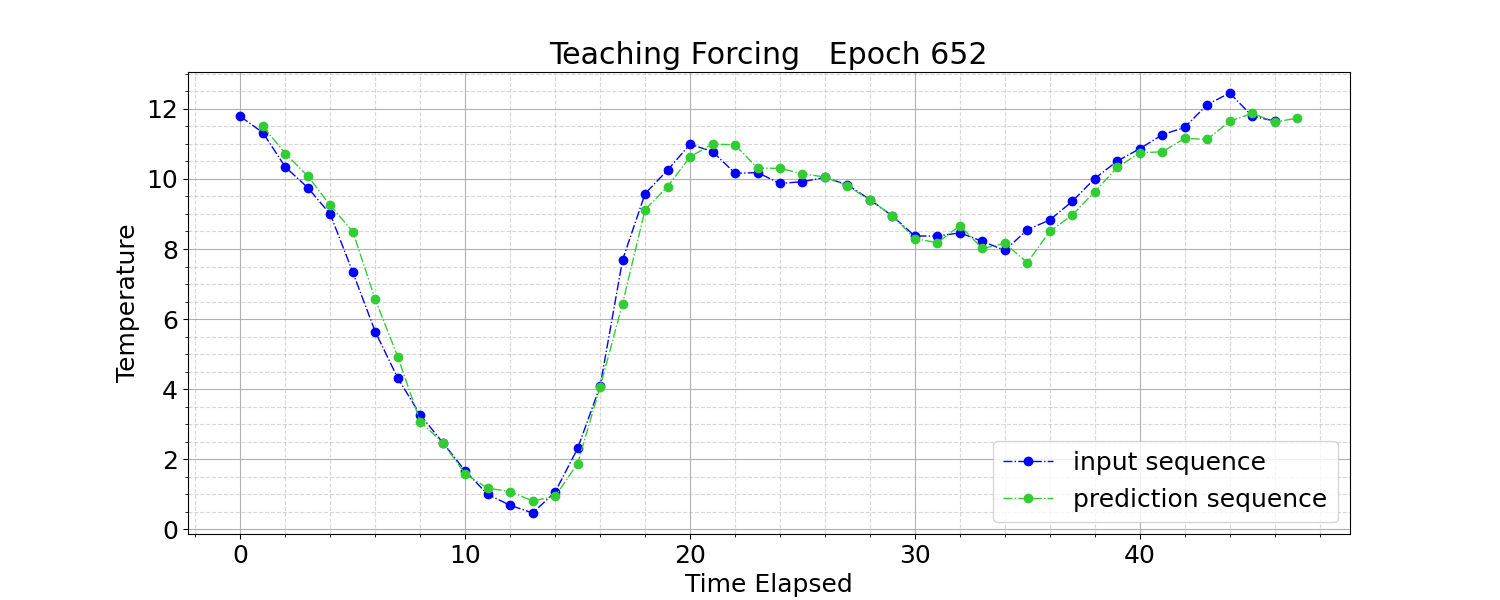 Teaching Forcing   Epoch 652
12
10
8
6
4
2
0
Temperature
input sequence
prediction sequence
0 10 20 30 40
Time Elapsed